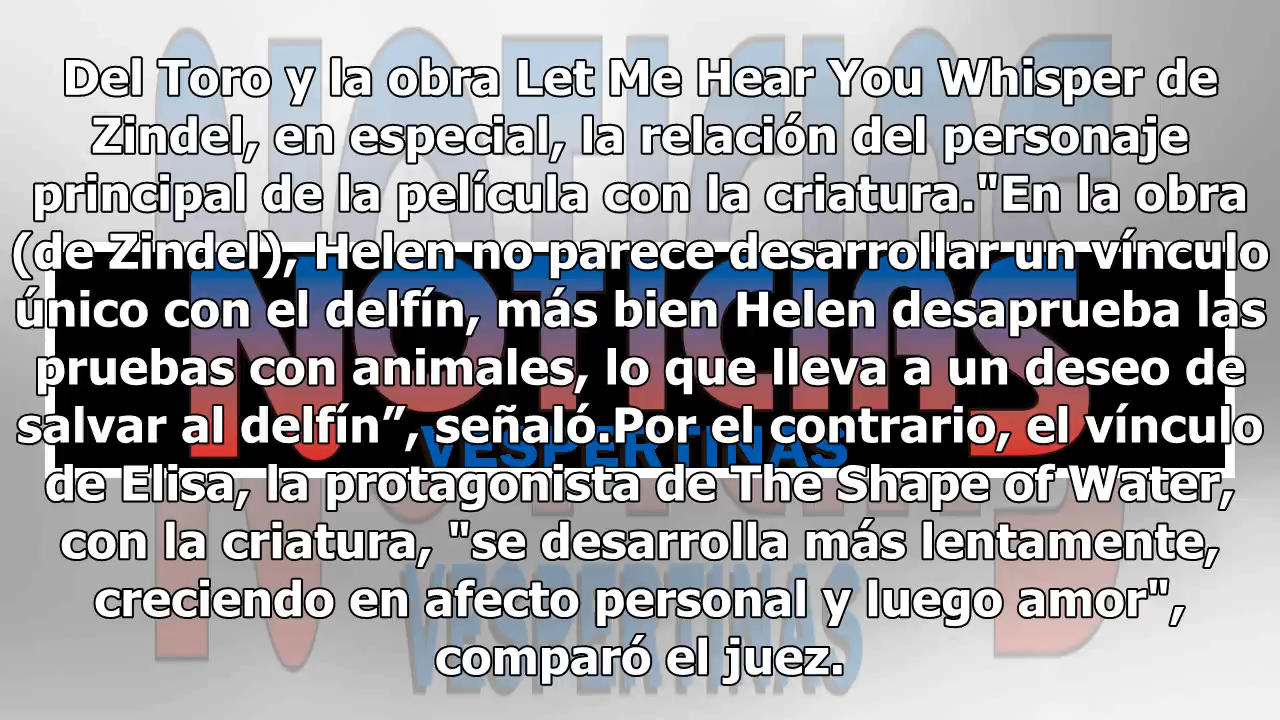 Del Toro y la obra Let Me Hear You Whisper de
Zindel, en especial, la relación del personaje
principal de la película con la criatura."En la obra
(de Zindel), Helen no parece desarrollar un vínculo
único con el delfín, más bien Helen desaprueba las
pruebas con animales, lo que lleva a un deseo de
salvar al delfín”, señaló.Por el contrario, el vínculo
de Elisa, la protagonista de The Shape of Water,
con la criatura, "se desarrolla más lentamente,
creciendo en afecto personal y luego amor",
comparó el juez.
NOTICIAS
VESPERTINAS
NOTICIAS
VESPERTINAS